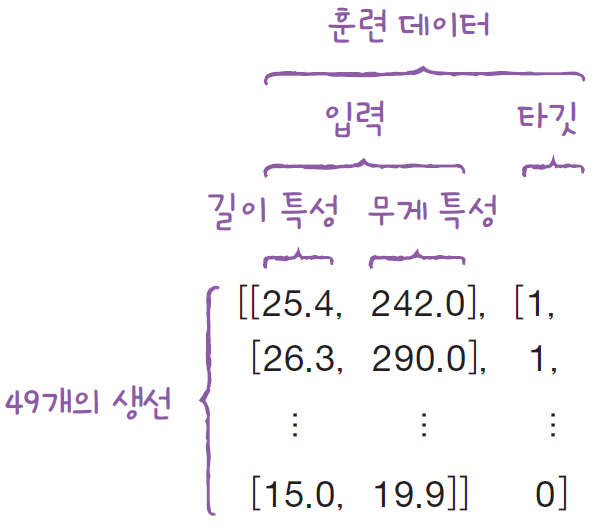 훈련 데이터
입력 타깃
길이 특성 무게 특성
[[25.4, 242.0], [1,
[26.3, 290.0], 1,
49개의 생선
⋮ ⋮ ⋮
[15.0, 19.9]] 0]